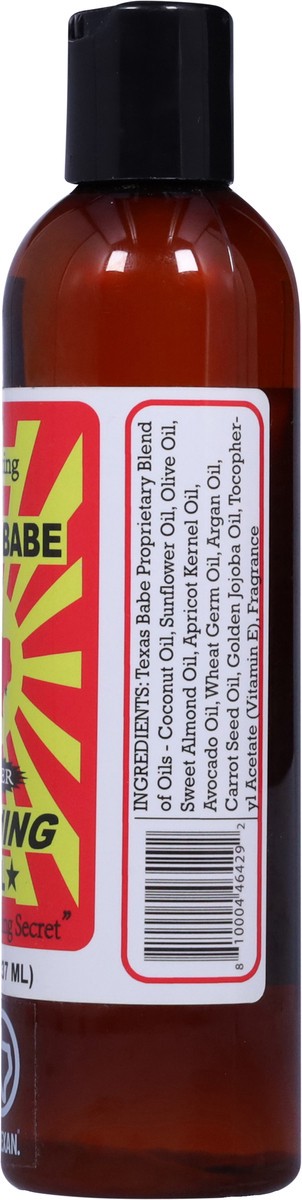 ing
BABE
ER
ING
ng Secret”
37 ML)
EXAN.
INGREDIENTS: Texas Babe Proprietary Blend
of Oils - Coconut Oil, Sunflower Oil, Olive Oil,
Sweet Almond Oil, Apricot Kernel Oil,
Avocado Oil, Wheat Germ Oil, Argan Oil,
Carrot Seed Oil, Golden Jojoba Oil, Tocopher-
yl Acetate (Vitamin E), Fragrance
8 10004 46429 2